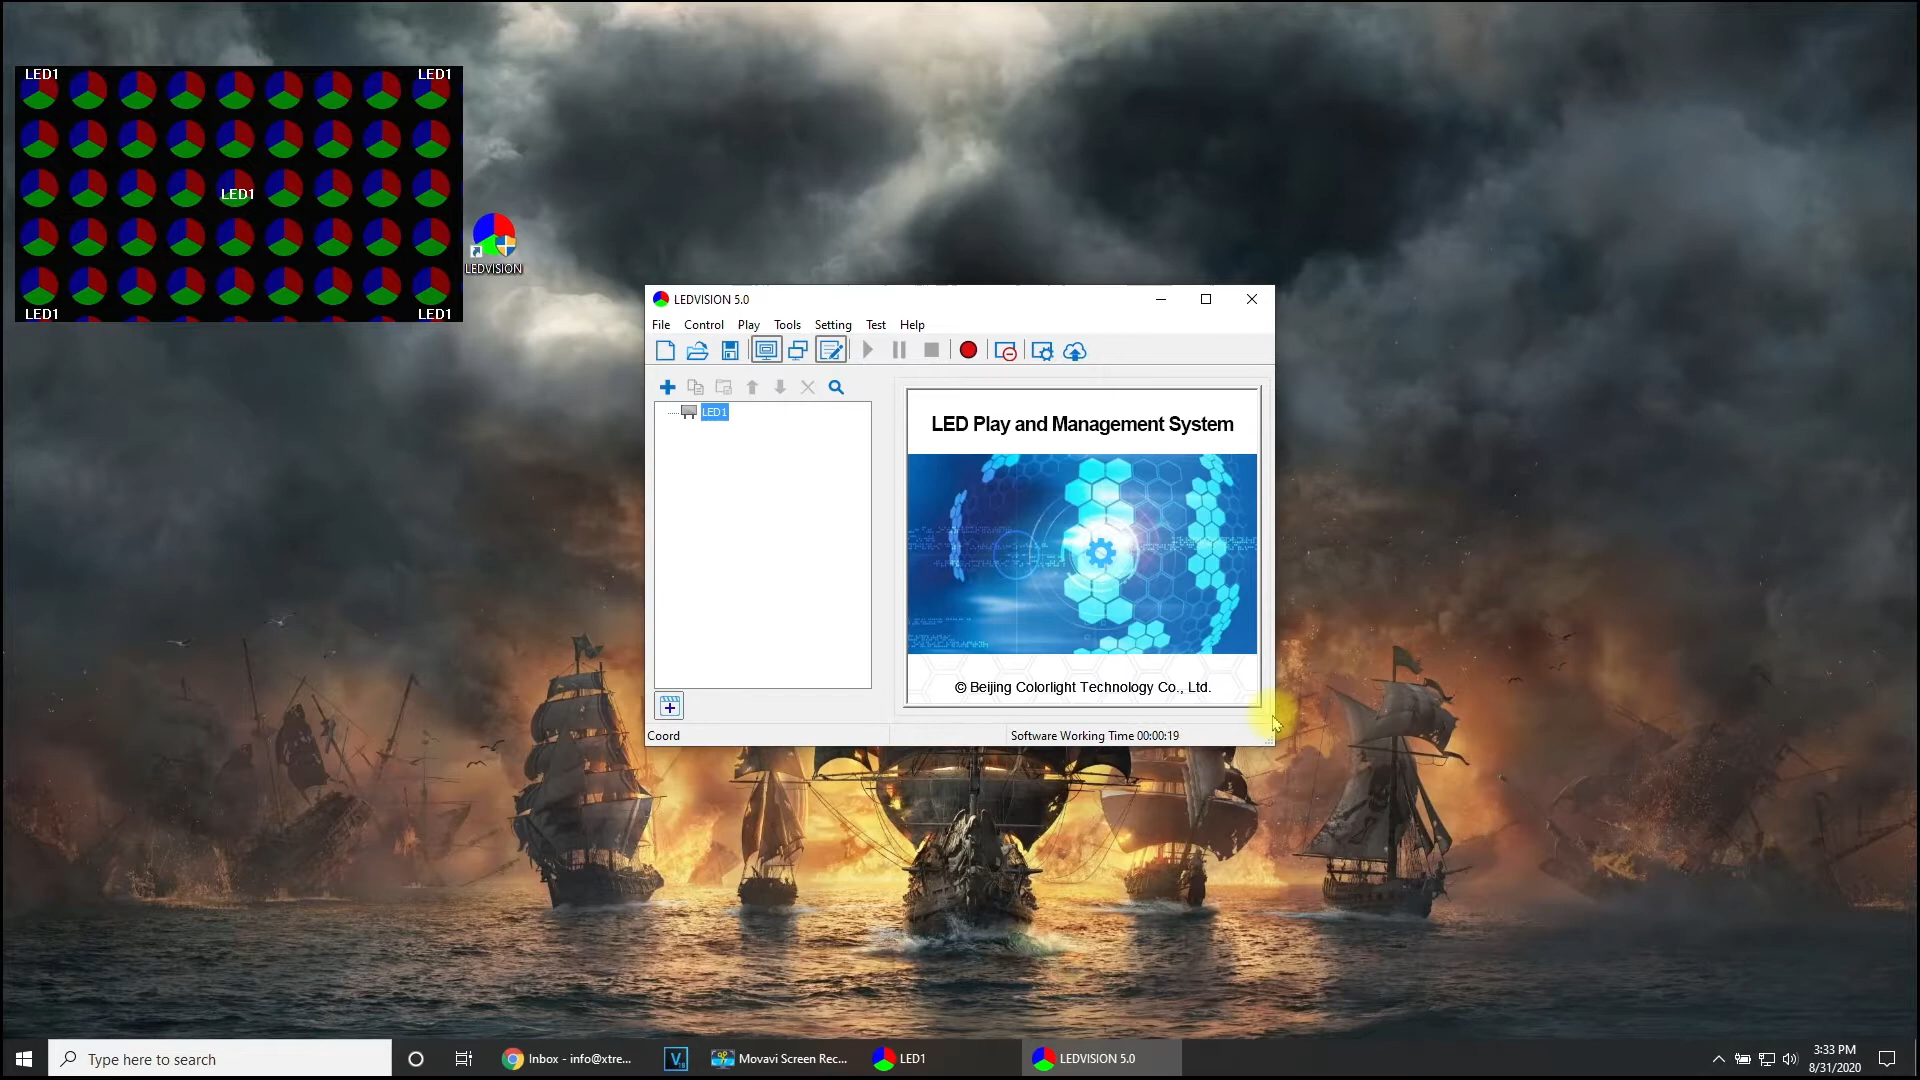 LED1 LED1
LED1
LED1 LED1
LEDVISION
LEDVISION 5.0
File Control Play Tools Setting Test Help
LED1
LED Play and Management System
© Beijing Colorlight Technology Co., Ltd.
Coord
Software Working Time 00:00:19
Type here to search
Inbox - info@xtre...
Movavi Screen Rec...
LED1
LEDVISION 5.0
3:33 PM
8/31/2020